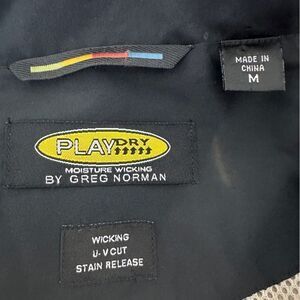 MADE IN
CHINA
M
PLAYDRY
MOISTURE WICKING
BY GREG NORMAN
WICKING
U-V CUT
STAIN RELEASE